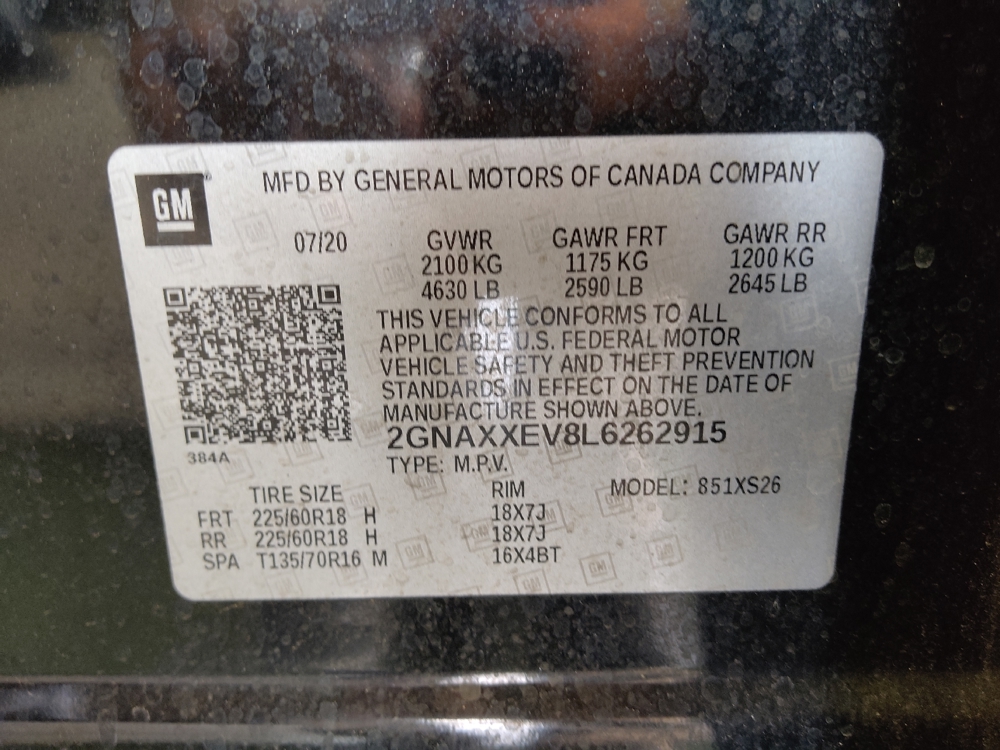 GM
MFD BY GENERAL MOTORS OF CANADA COMPANY
07/20
GVWR GAWR FRT GAWR RR
2100 KG 1175 KG 1200 KG
4630 LB 2590 LB 2645 LB
THIS VEHICLE CONFORMS TO ALL
APPLICABLE U.S. FEDERAL MOTOR
VEHICLE SAFETY AND THEFT PREVENTION
STANDARDS IN EFFECT ON THE DATE OF
MANUFACTURE SHOWN ABOVE.
2GNAXXEV8L6262915
384A
TYPE: M.P.V.
TIRE SIZE RIM MODEL: 851XS26
FRT 225/60R18 H 18X7J
RR 225/60R18 H 18X7J
SPA T135/70R16 M 16X4BT